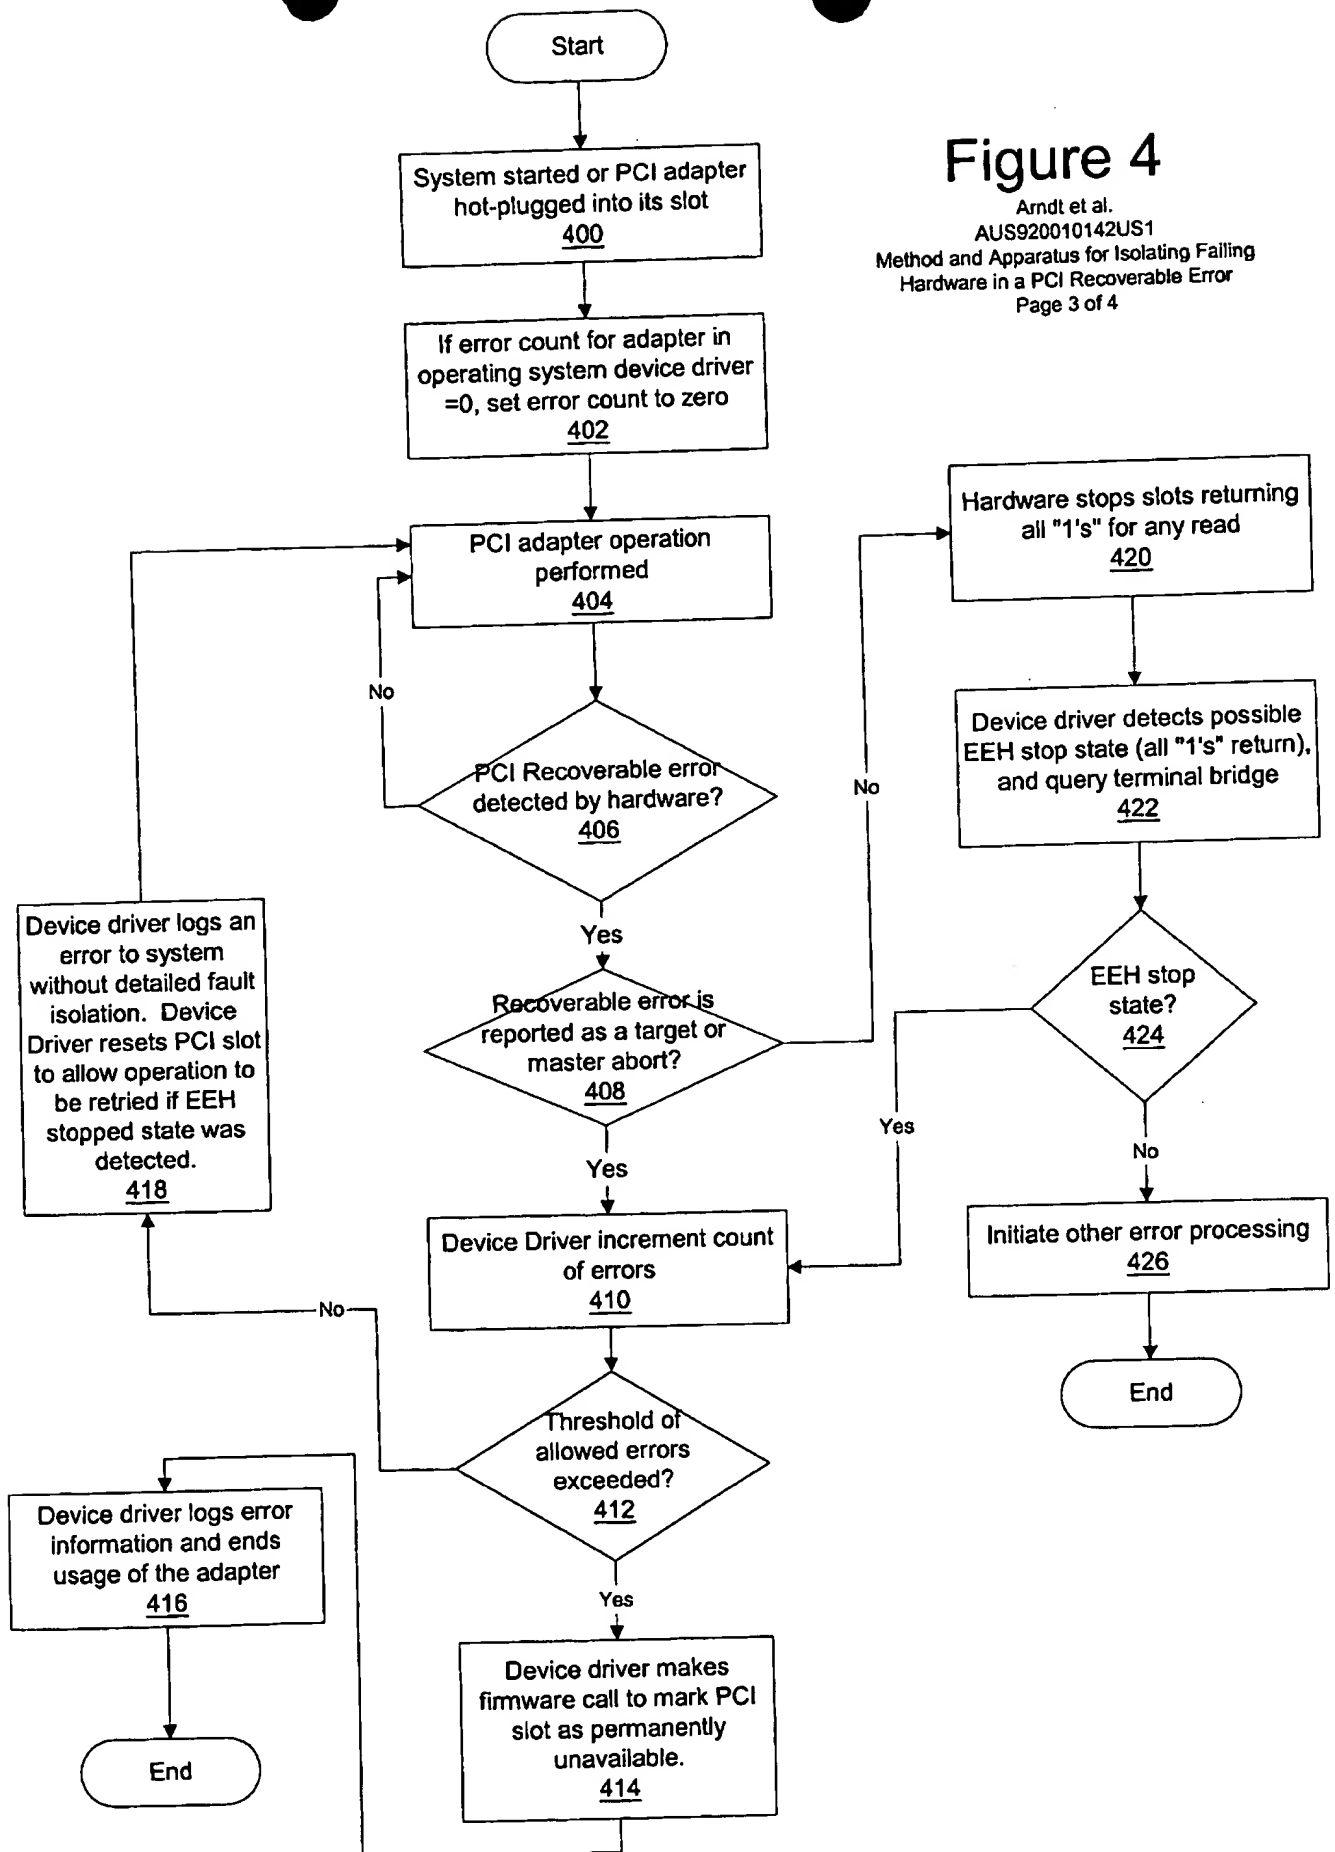 Start
System started or PCI adapter
hot-plugged into its slot
400
Figure 4
Arndt et al.
AUS920010142US1
Method and Apparatus for Isolating Failing
Hardware in a PCI Recoverable Error
Page 3 of 4
If error count for adapter in
operating system device driver
=0, set error count to zero
402
PCI adapter operation
performed
404
No
PCI Recoverable error
detected by hardware?
406
Yes
Recoverable error is
reported as a target or
master abort?
408
No
Yes
Hardware stops slots returning
all "1's" for any read
420
Device driver detects possible
EEH stop state (all "1's" return),
and query terminal bridge
422
EEH stop
state?
424
Yes
No
Initiate other error processing
426
End
Device Driver increment count
of errors
410
Threshold of
allowed errors
exceeded?
412
No
Device driver logs an
error to system
without detailed fault
isolation. Device
Driver resets PCI slot
to allow operation to
be retried if EEH
stopped state was
detected.
418
Yes
Device driver makes
firmware call to mark PCI
slot as permanently
unavailable.
414
Device driver logs error
information and ends
usage of the adapter
416
End